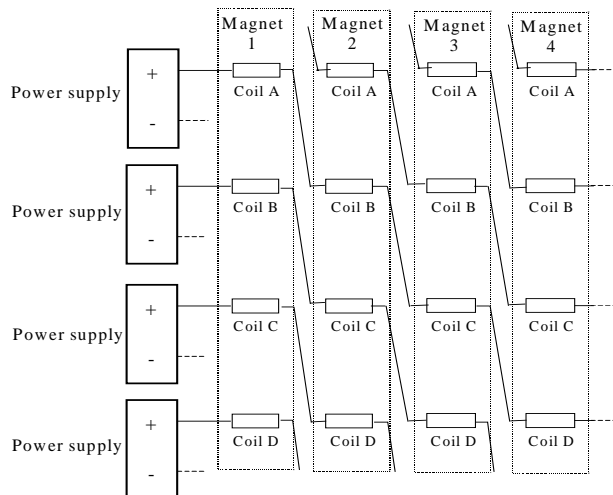 Magnet 1
Magnet 2
Magnet 3
Magnet 4
Power supply
+
-
Coil A
Coil A
Coil A
Coil A
Power supply
+
-
Coil B
Coil B
Coil B
Coil B
Power supply
+
-
Coil C
Coil C
Coil C
Coil C
Power supply
+
-
Coil D
Coil D
Coil D
Coil D